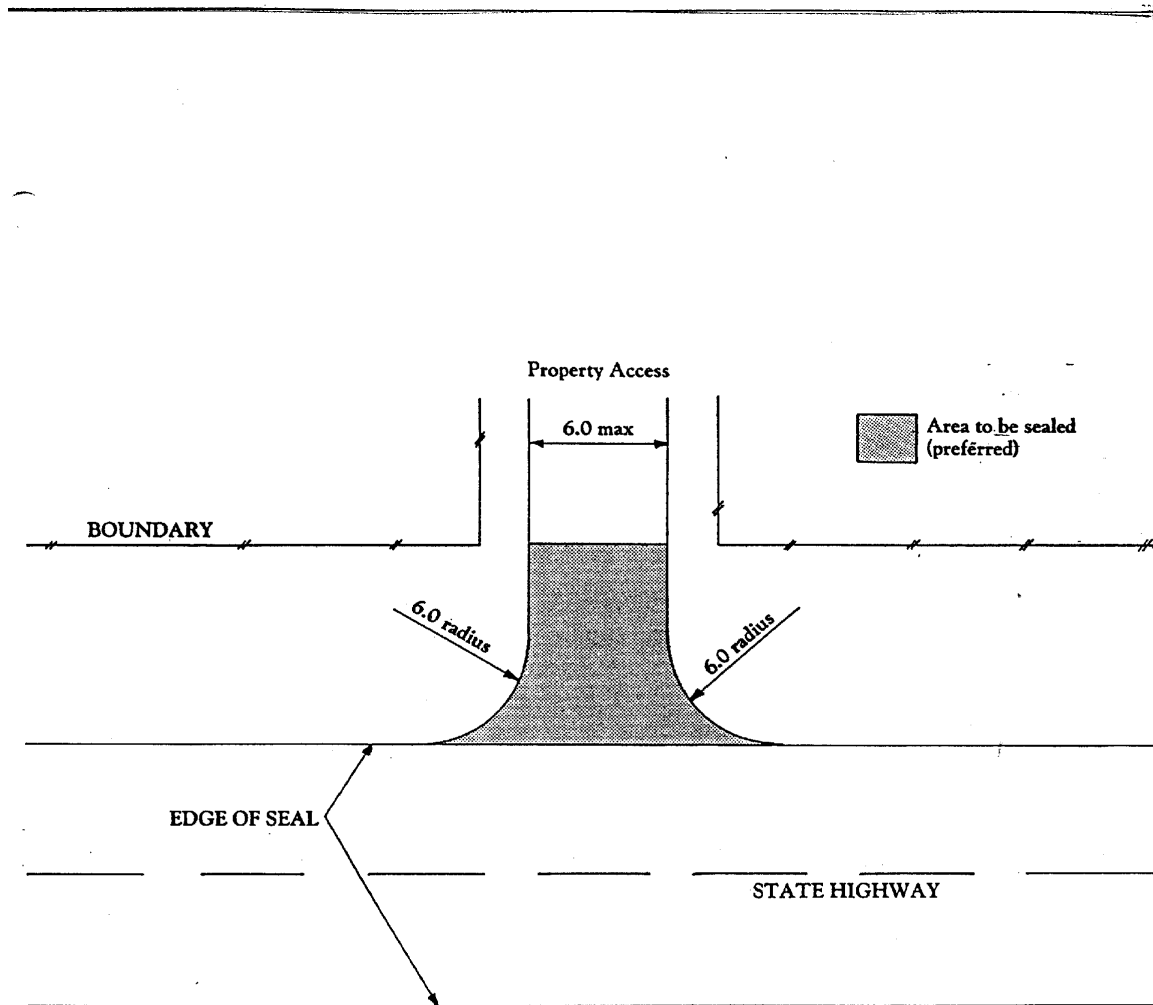 Property Access
6.0 max
Area to be sealed
(preferred)
BOUNDARY
6.0 radius
6.0 radius
EDGE OF SEAL
STATE HIGHWAY